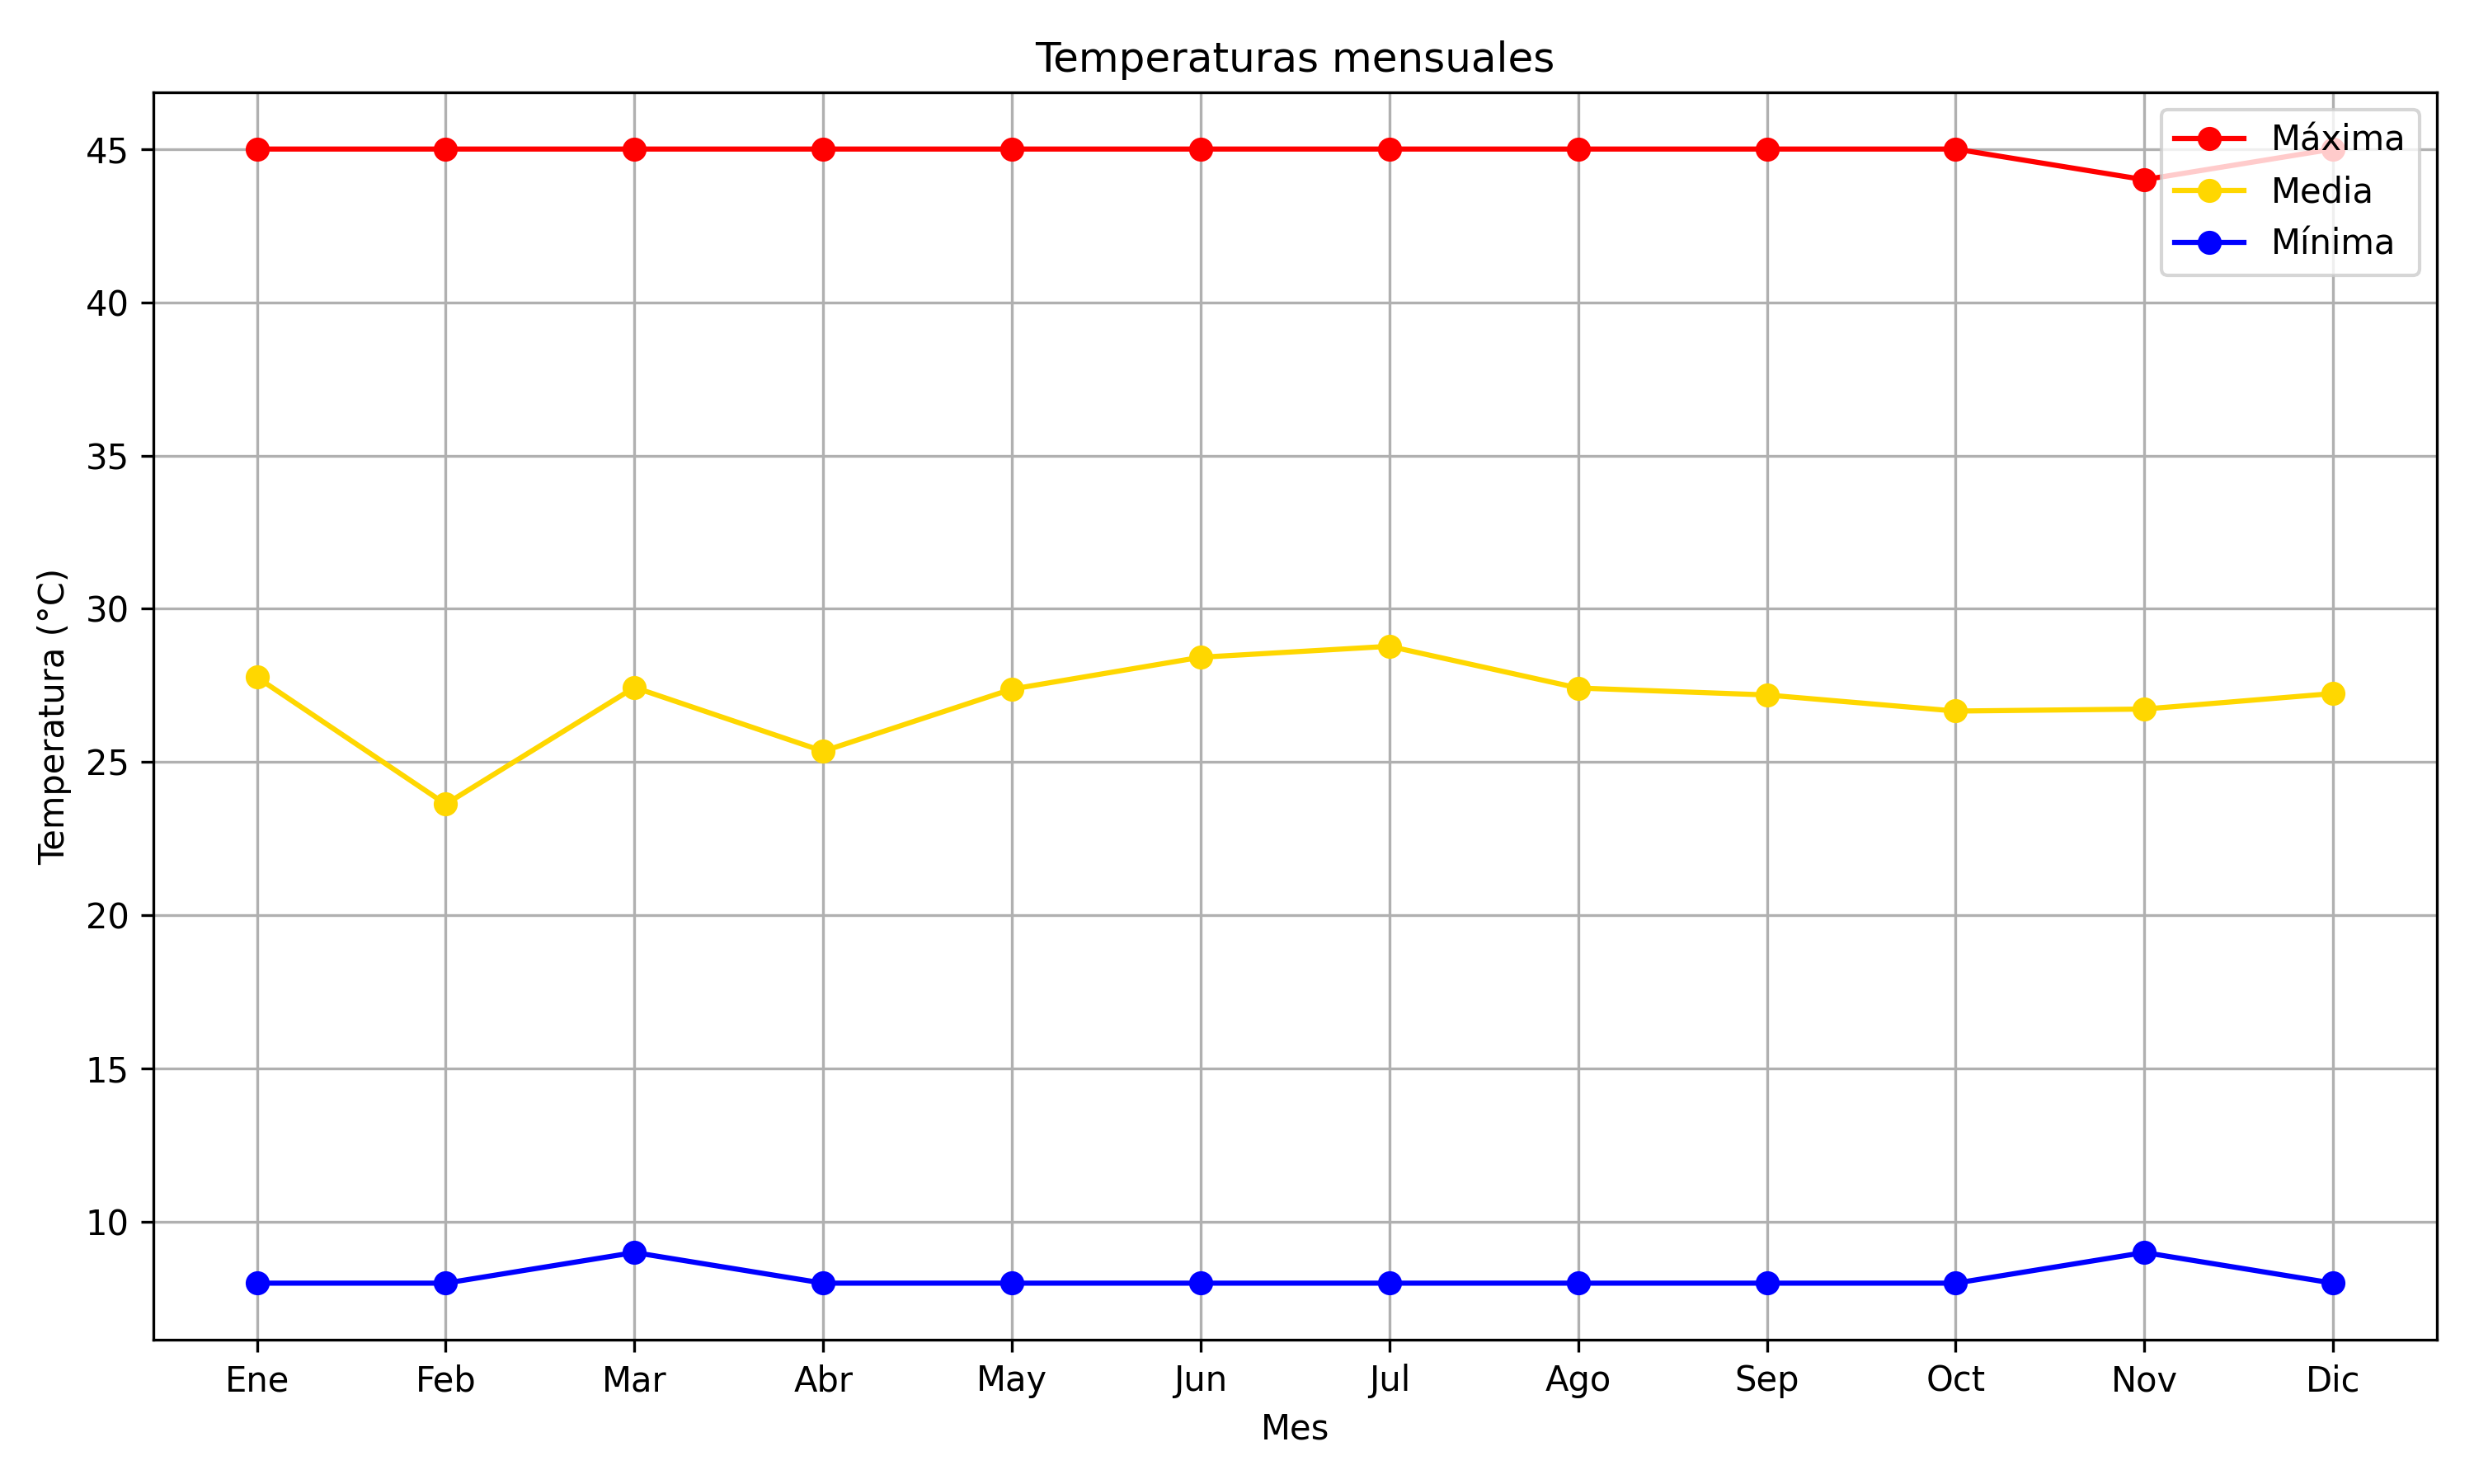 Temperaturas mensuales
Máxima
Media
Mínima
Temperatura (°C)
45
40
35
30
25
20
15
10
Ene Feb Mar Abr May Jun Jul Ago Sep Oct Nov Dic
Mes